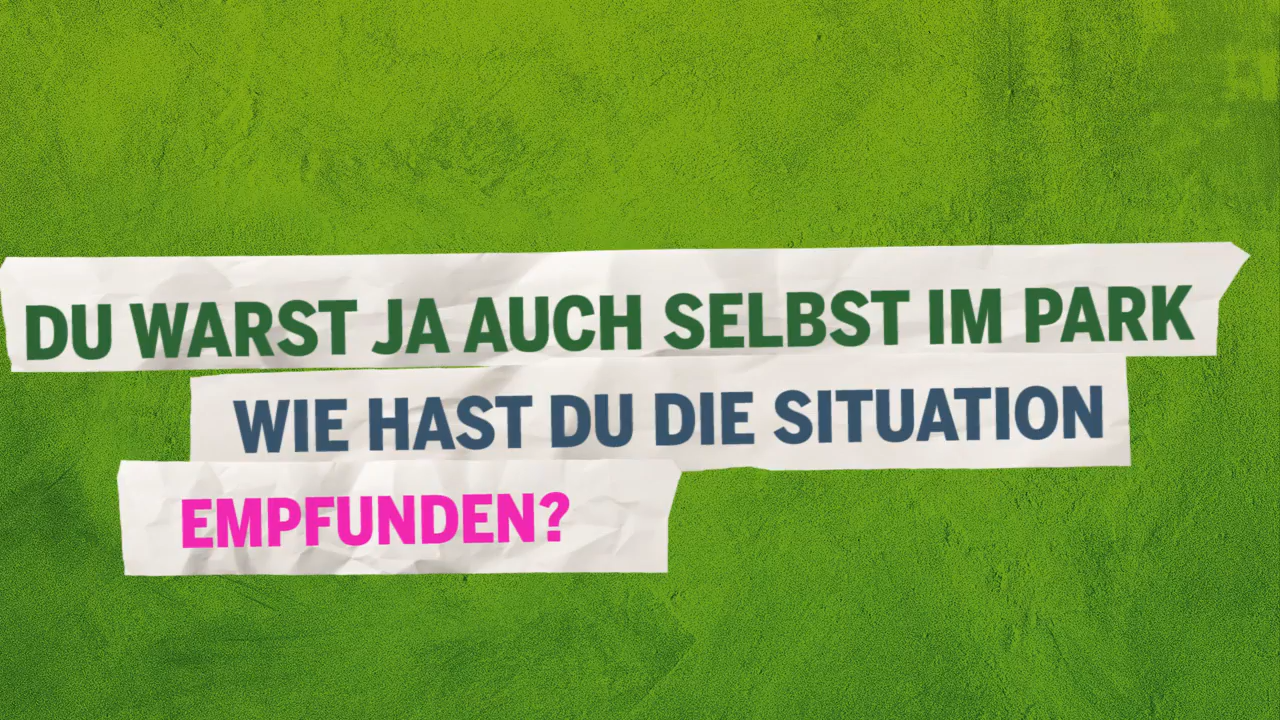 DU WARST JA AUCH SELBST IM PARK
WIE HAST DU DIE SITUATION
EMPFUNDEN?